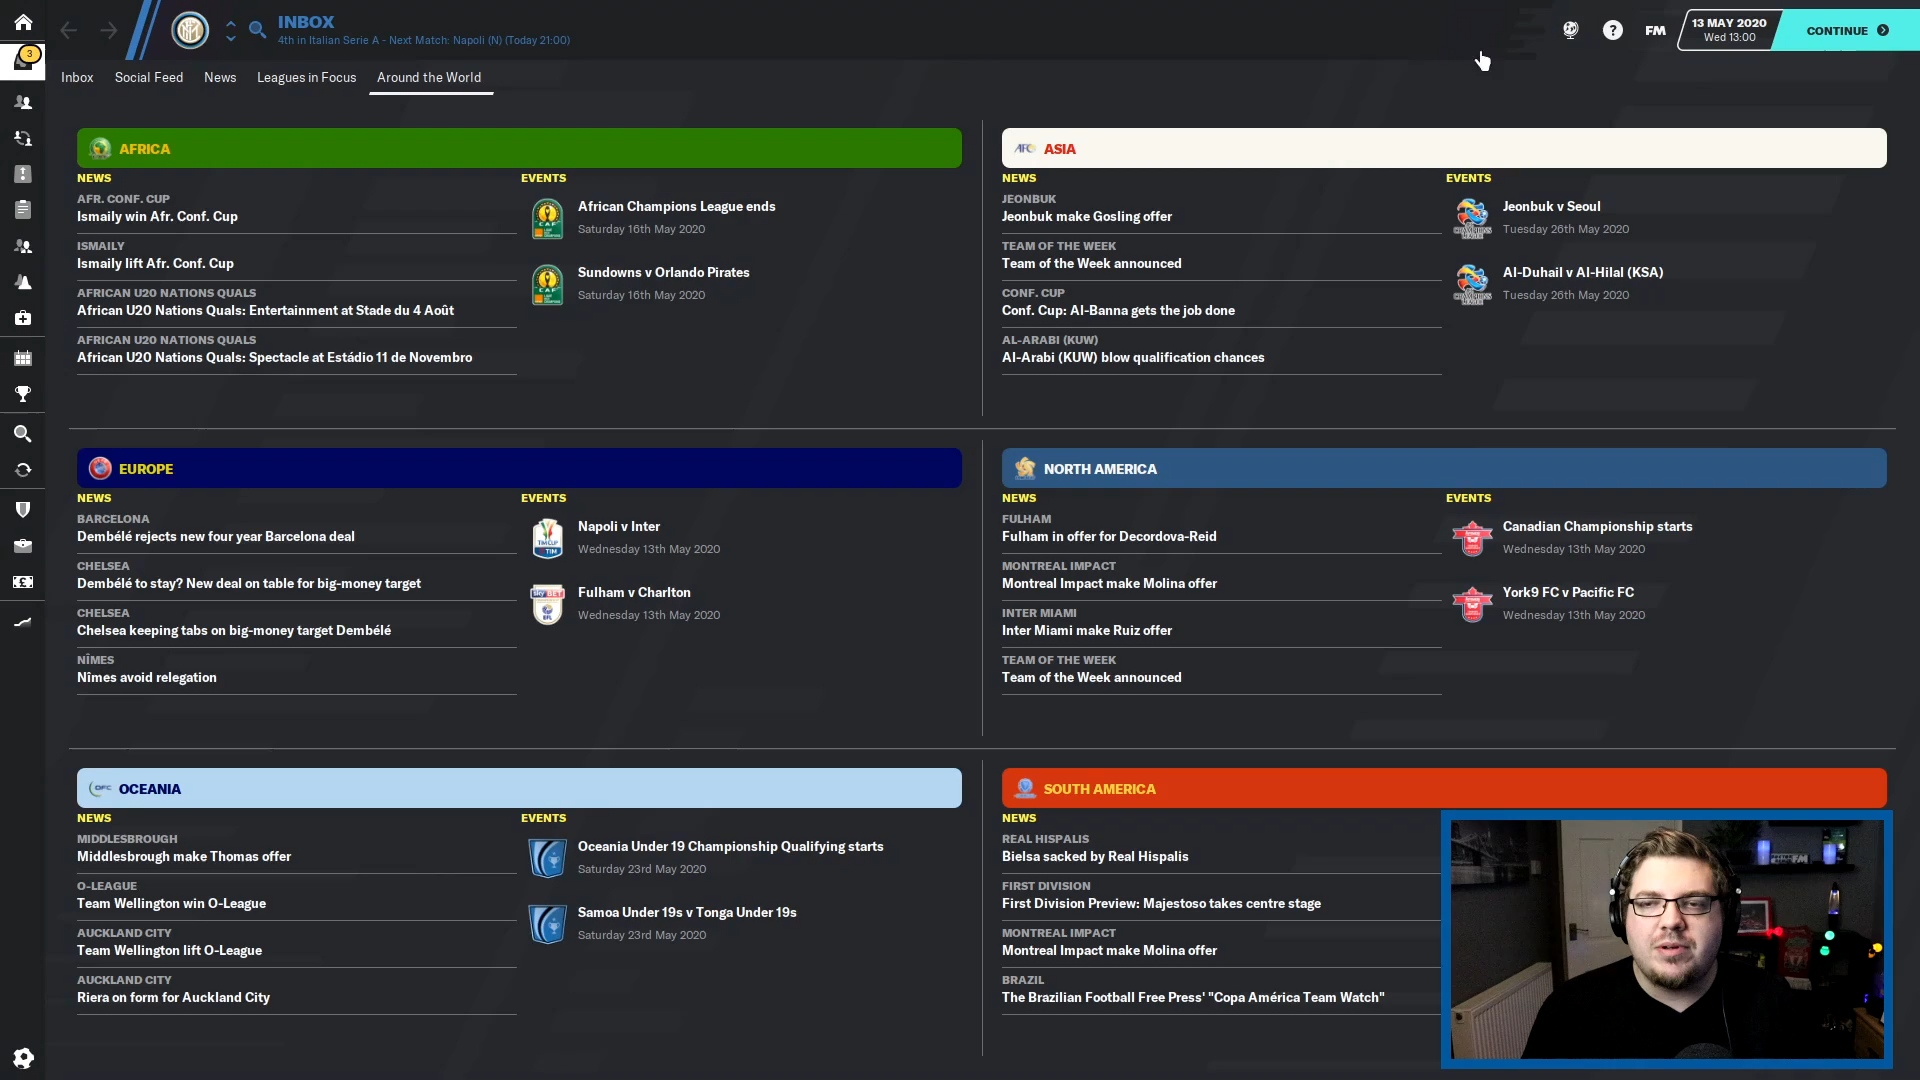 3
INBOX
4th in Italian Serie A - Next Match: Napoli (N) (Today 21:00)
?
FM
13 MAY 2020
Wed 13:00
CONTINUE
Inbox
Social Feed
News
Leagues in Focus
Around the World
AFRICA
NEWS
AFR. CONF. CUP
Ismaily win Afr. Conf. Cup
ISMAILY
Ismaily lift Afr. Conf. Cup
AFRICAN U20 NATIONS QUALS
African U20 Nations Quals: Entertainment at Stade du 4 Août
AFRICAN U20 NATIONS QUALS
African U20 Nations Quals: Spectacle at Estádio 11 de Novembro
EVENTS
CAF
African Champions League ends
Saturday 16th May 2020
CAF
Sundowns v Orlando Pirates
Saturday 16th May 2020
AFC
ASIA
NEWS
JEONBUK
Jeonbuk make Gosling offer
TEAM OF THE WEEK
Team of the Week announced
CONF. CUP
Conf. Cup: Al-Banna gets the job done
AL-ARABI (KUW)
Al-Arabi (KUW) blow qualification chances
EVENTS
Jeonbuk v Seoul
Tuesday 26th May 2020
Al-Duhail v Al-Hilal (KSA)
Tuesday 26th May 2020
EUROPE
NEWS
BARCELONA
Dembélé rejects new four year Barcelona deal
CHELSEA
Dembélé to stay? New deal on table for big-money target
CHELSEA
Chelsea keeping tabs on big-money target Dembélé
NÎMES
Nîmes avoid relegation
EVENTS
TIM CUP
TIM
Napoli v Inter
Wednesday 13th May 2020
sky BET
EFL
Fulham v Charlton
Wednesday 13th May 2020
NORTH AMERICA
NEWS
FULHAM
Fulham in offer for Decordova-Reid
MONTREAL IMPACT
Montreal Impact make Molina offer
INTER MIAMI
Inter Miami make Ruiz offer
TEAM OF THE WEEK
Team of the Week announced
EVENTS
Canadian Championship starts
Wednesday 13th May 2020
York9 FC v Pacific FC
Wednesday 13th May 2020
OFC
OCEANIA
NEWS
MIDDLESBROUGH
Middlesbrough make Thomas offer
O-LEAGUE
Team Wellington win O-League
AUCKLAND CITY
Team Wellington lift O-League
AUCKLAND CITY
Riera on form for Auckland City
EVENTS
Oceania Under 19 Championship Qualifying starts
Saturday 23rd May 2020
Samoa Under 19s v Tonga Under 19s
Saturday 23rd May 2020
SOUTH AMERICA
NEWS
REAL HISPALIS
Bielsa sacked by Real Hispalis
FIRST DIVISION
First Division Preview: Majestoso takes centre stage
MONTREAL IMPACT
Montreal Impact make Molina offer
BRAZIL
The Brazilian Football Free Press' "Copa América Team Watch"
FM